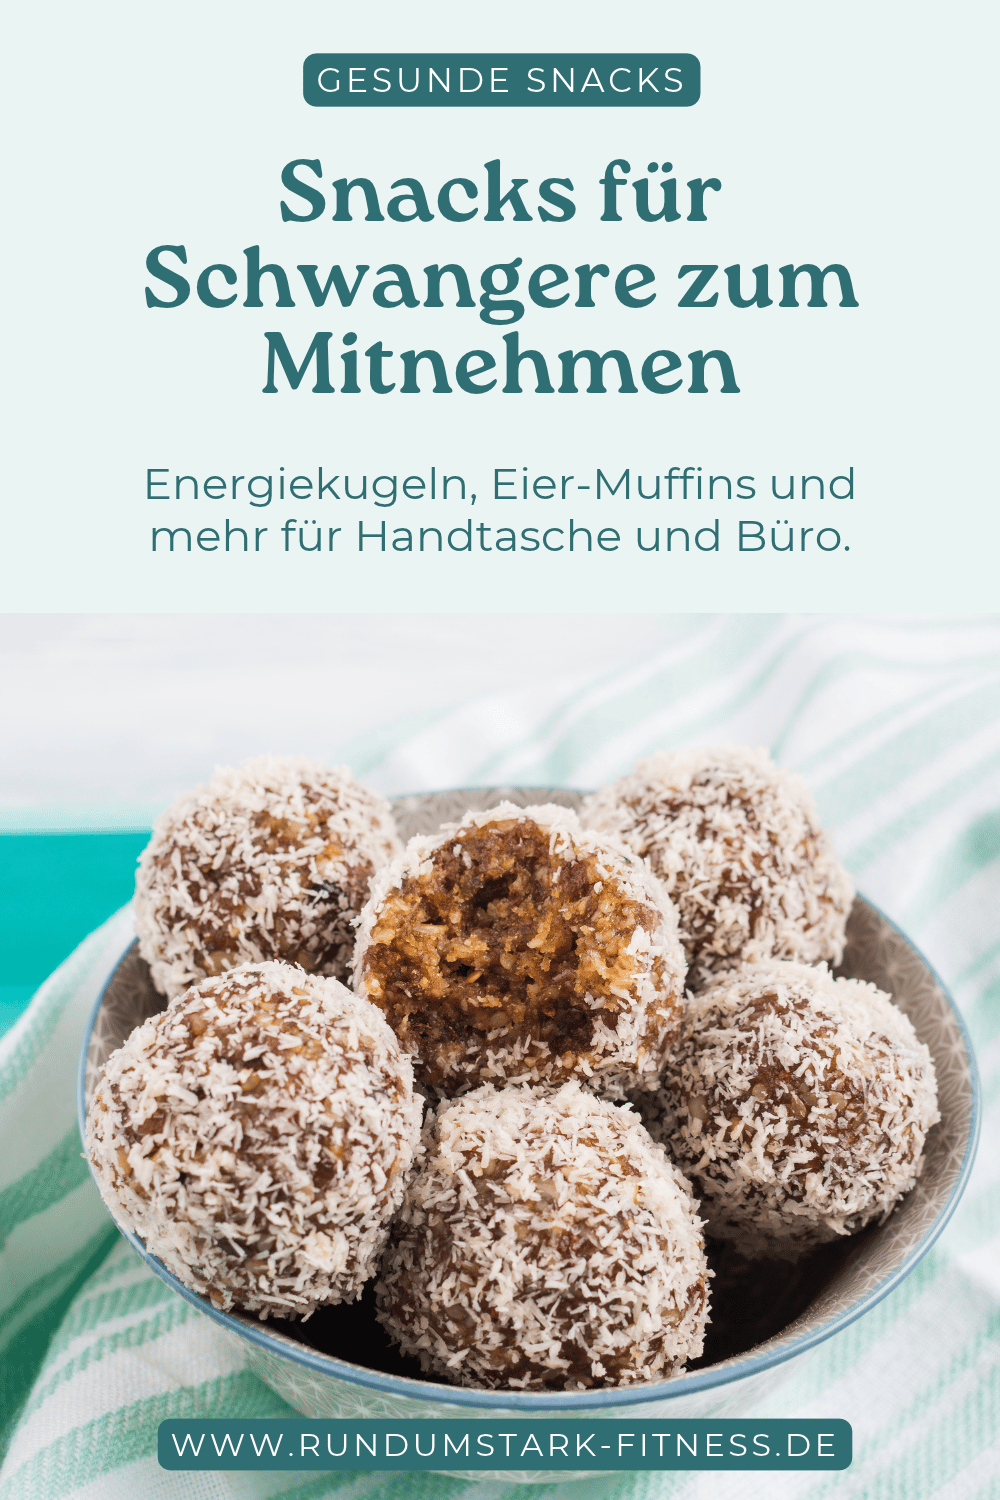 GESUNDE SNACKS
Snacks für
Schwangere zum
Mitnehmen
Energiekugeln, Eier-Muffins und
mehr für Handtasche und Büro.
WWW.RUNDUMSTARK-FITNESS.DE